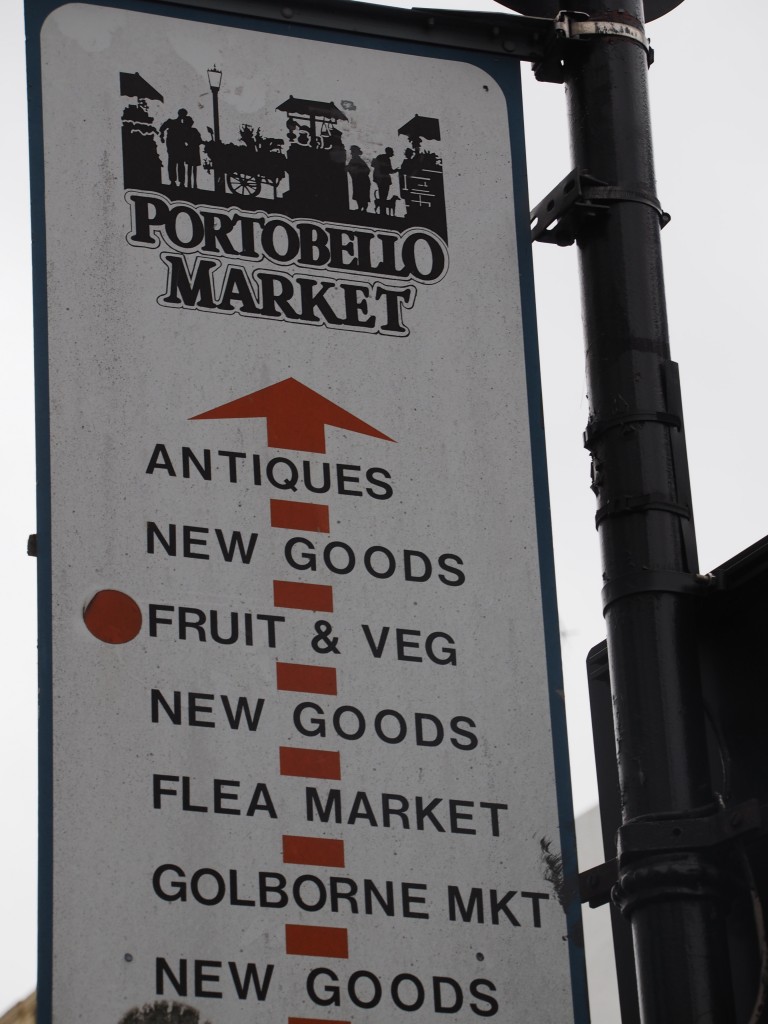 PORTOBELLO
MARKET
ANTIQUES
NEW GOODS
FRUIT & VEG
NEW GOODS
FLEA MARKET
GOLBORNE MKT
NEW GOODS